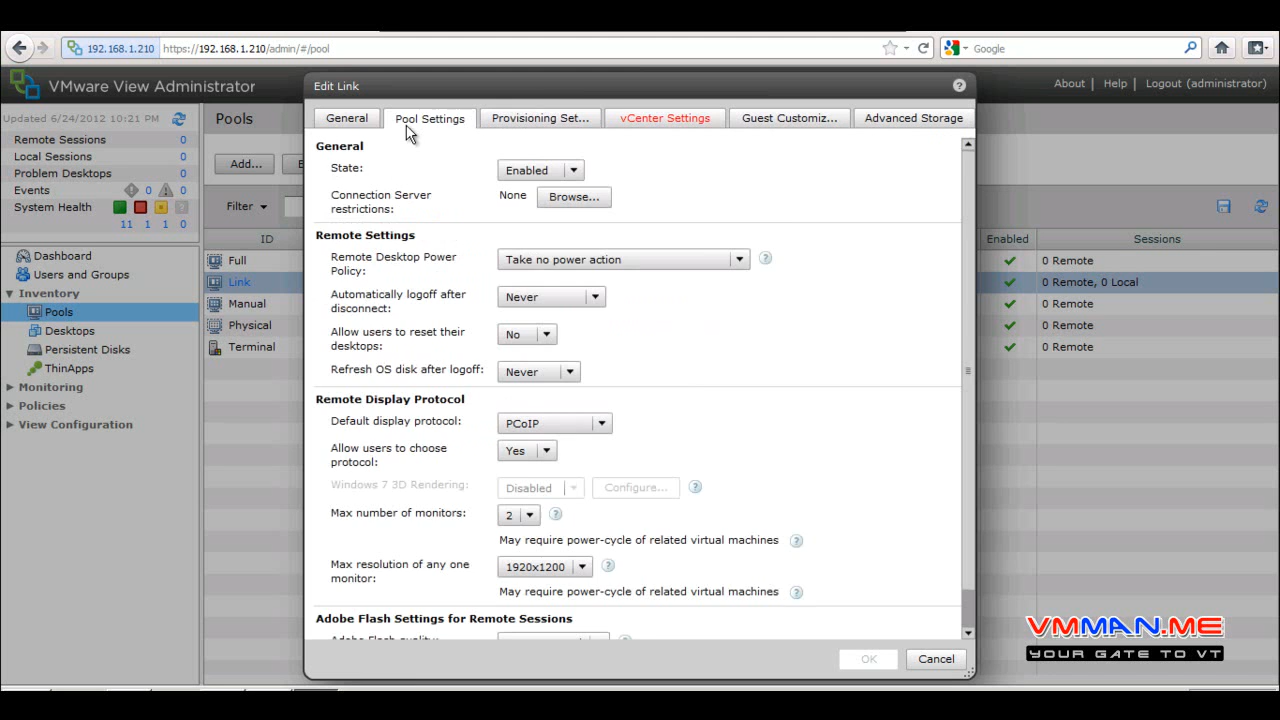 192.168.1.210 https://192.168.1.210/admin/#/pool Google
VMware View Administrator About Help Logout (administrator)
Updated 6/24/2012 10:21 PM
Remote Sessions 0
Local Sessions 0
Problem Desktops 0
Events 0 0
System Health
11 1 1 0
Dashboard
Users and Groups
Inventory
Pools
Desktops
Persistent Disks
ThinApps
Monitoring
Policies
View Configuration
Pools
Add...
Filter
ID
Full
Link
Manual
Physical
Terminal
Edit Link ?
General Pool Settings Provisioning Set... vCenter Settings Guest Customiz... Advanced Storage
General
State: Enabled
Connection Server
restrictions: None Browse...
Remote Settings
Remote Desktop Power
Policy: Take no power action ?
Automatically logoff after
disconnect: Never
Allow users to reset their
desktops: No
Refresh OS disk after logoff: Never
Remote Display Protocol
Default display protocol: PCoIP
Allow users to choose
protocol: Yes
Windows 7 3D Rendering: Disabled Configure... ?
Max number of monitors: 2 ?
May require power-cycle of related virtual machines ?
Max resolution of any one
monitor: 1920x1200 ?
May require power-cycle of related virtual machines ?
Adobe Flash Settings for Remote Sessions
Adobe Flash quality:
OK Cancel
Enabled Sessions
0 Remote
0 Remote, 0 Local
0 Remote
0 Remote
0 Remote
VMMAN.ME
YOUR GATE TO VT